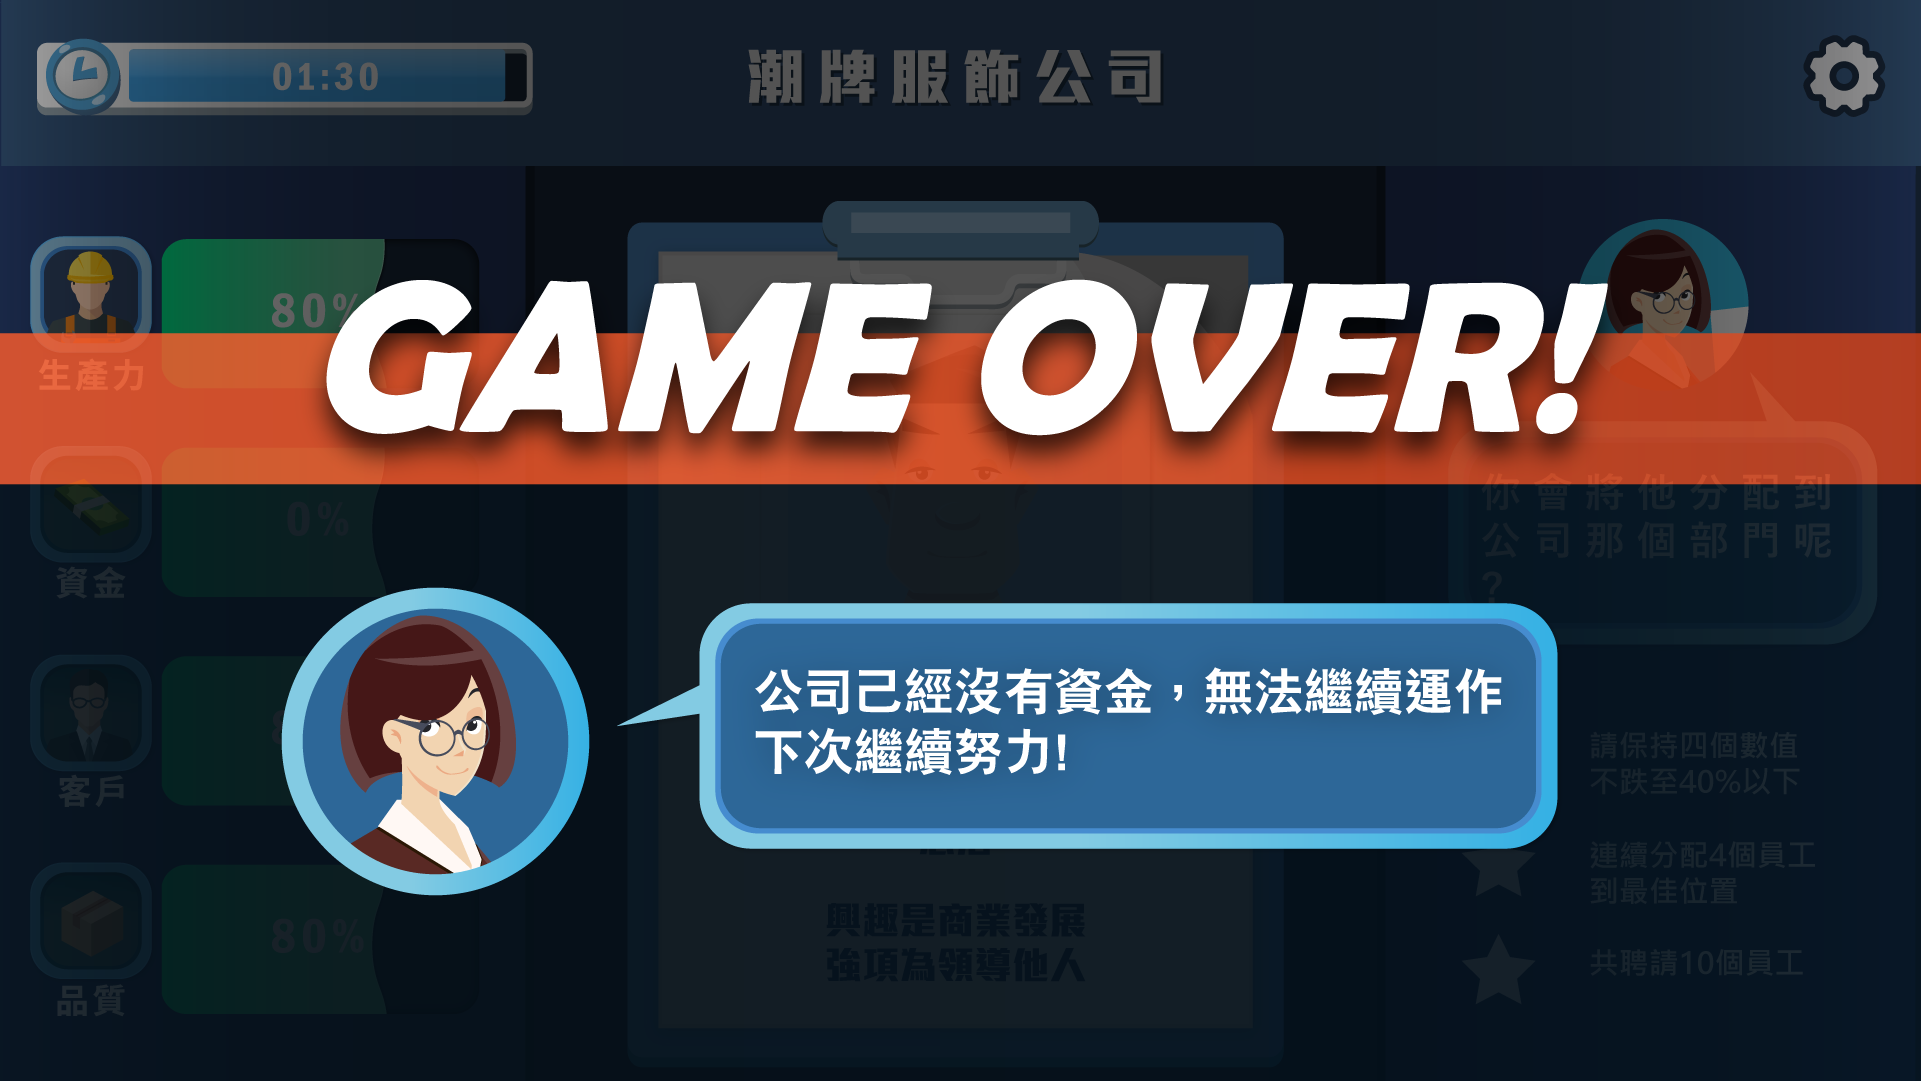 01:30
潮牌服飾公司
80%
生產力
GAME OVER!
0%
資金
你會將他分配到
公司那個部門呢
?
公司己經沒有資金，無法繼續運作
下次繼續努力!
客戶
請保持四個數值
不跌至40%以下
連續分配4個員工
到最佳位置
80%
品質
興趣是商業發展
強項為領導他人
共聘請10個員工